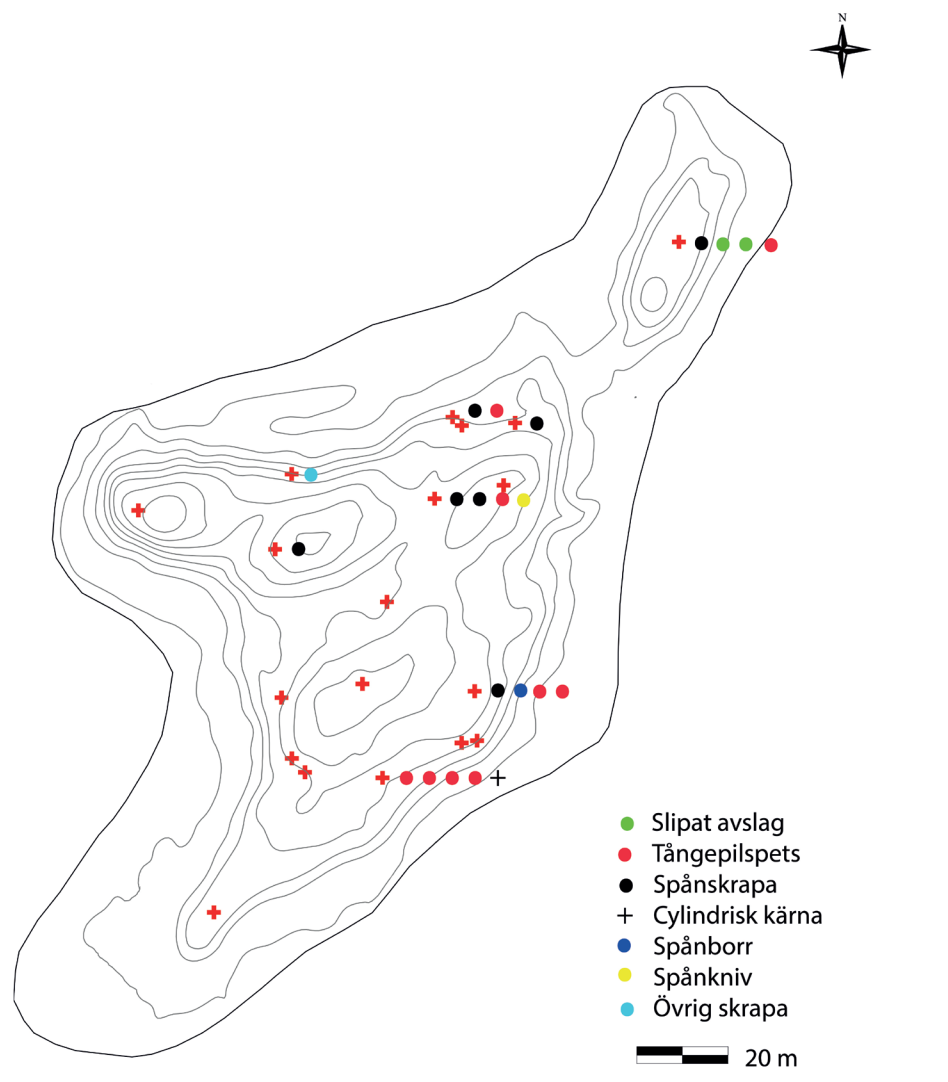 N
Slipat avslag
Tångepilspets
Spånskrapa
Cylindrisk kärna
Spånborr
Spånkniv
Övrig skrapa
20 m